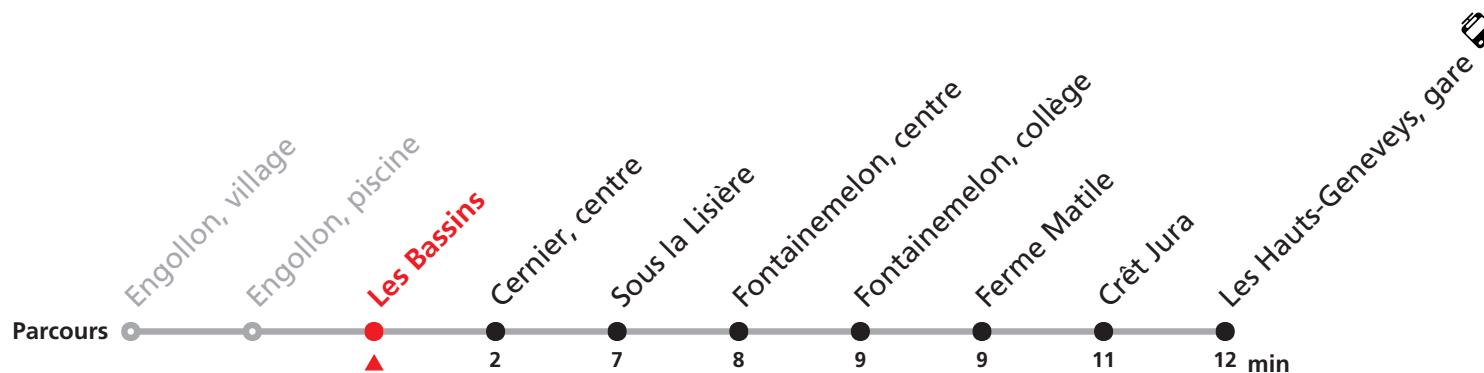 Engollon, village
Engollon, piscine
Les Bassins
Cernier, centre
Sous la Lisière
Fontainemelon, centre
Fontainemelon, collège
Ferme Matile
Crêt Jura
Les Hauts-Geneveys, gare
Parcours
2 7 8 9 9 11 12 min